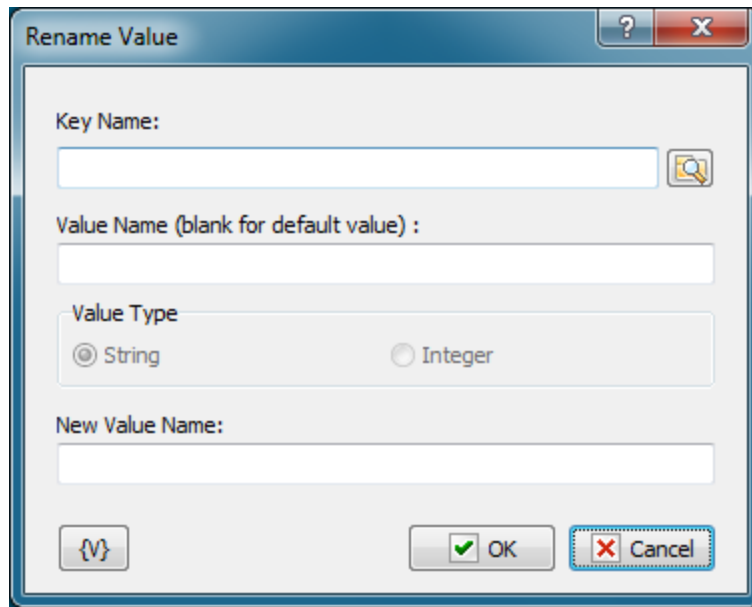 Rename Value
?
Key Name:
Value Name (blank for default value) :
Value Type
String Integer
New Value Name:
{V} OK Cancel